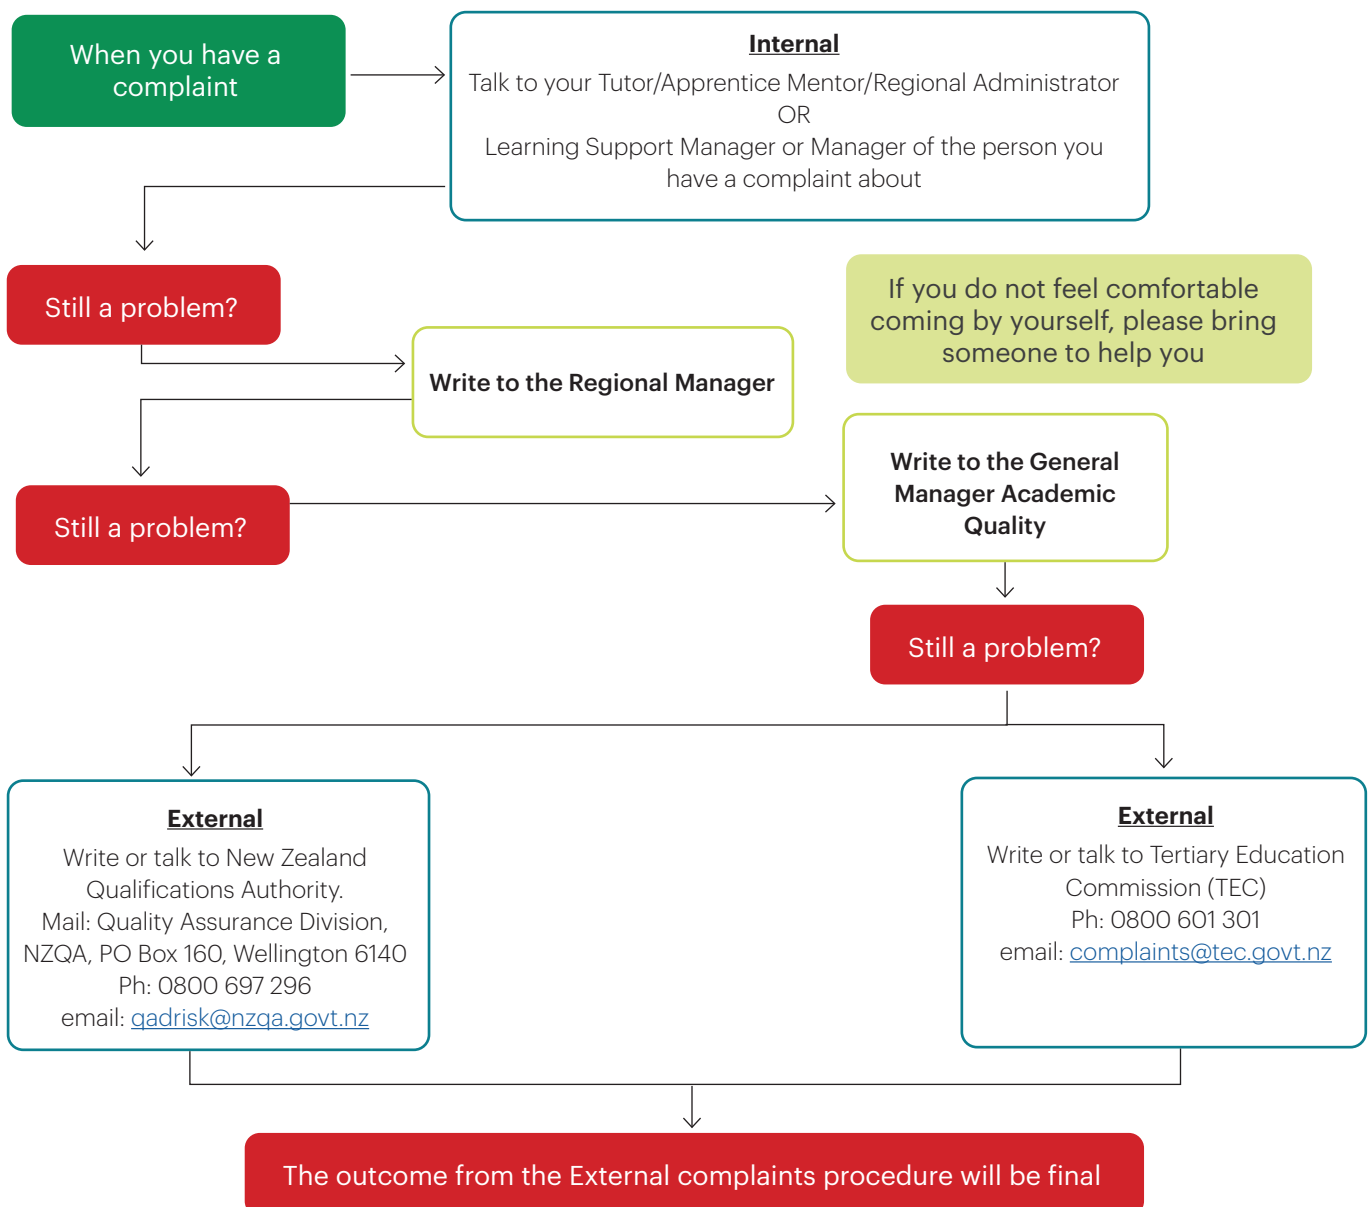 When you have a
complaint
Internal
Talk to your Tutor/Apprentice Mentor/Regional Administrator
OR
Learning Support Manager or Manager of the person you
have a complaint about
Still a problem?
If you do not feel comfortable
coming by yourself, please bring
someone to help you
Write to the Regional Manager
Still a problem?
Write to the General
Manager Academic
Quality
Still a problem?
External
Write or talk to New Zealand
Qualifications Authority.
Mail: Quality Assurance Division,
NZQA, PO Box 160, Wellington 6140
Ph: 0800 697 296
email: qadrisk@nzqa.govt.nz
External
Write or talk to Tertiary Education
Commission (TEC)
Ph: 0800 601 301
email: complaints@tec.govt.nz
The outcome from the External complaints procedure will be final